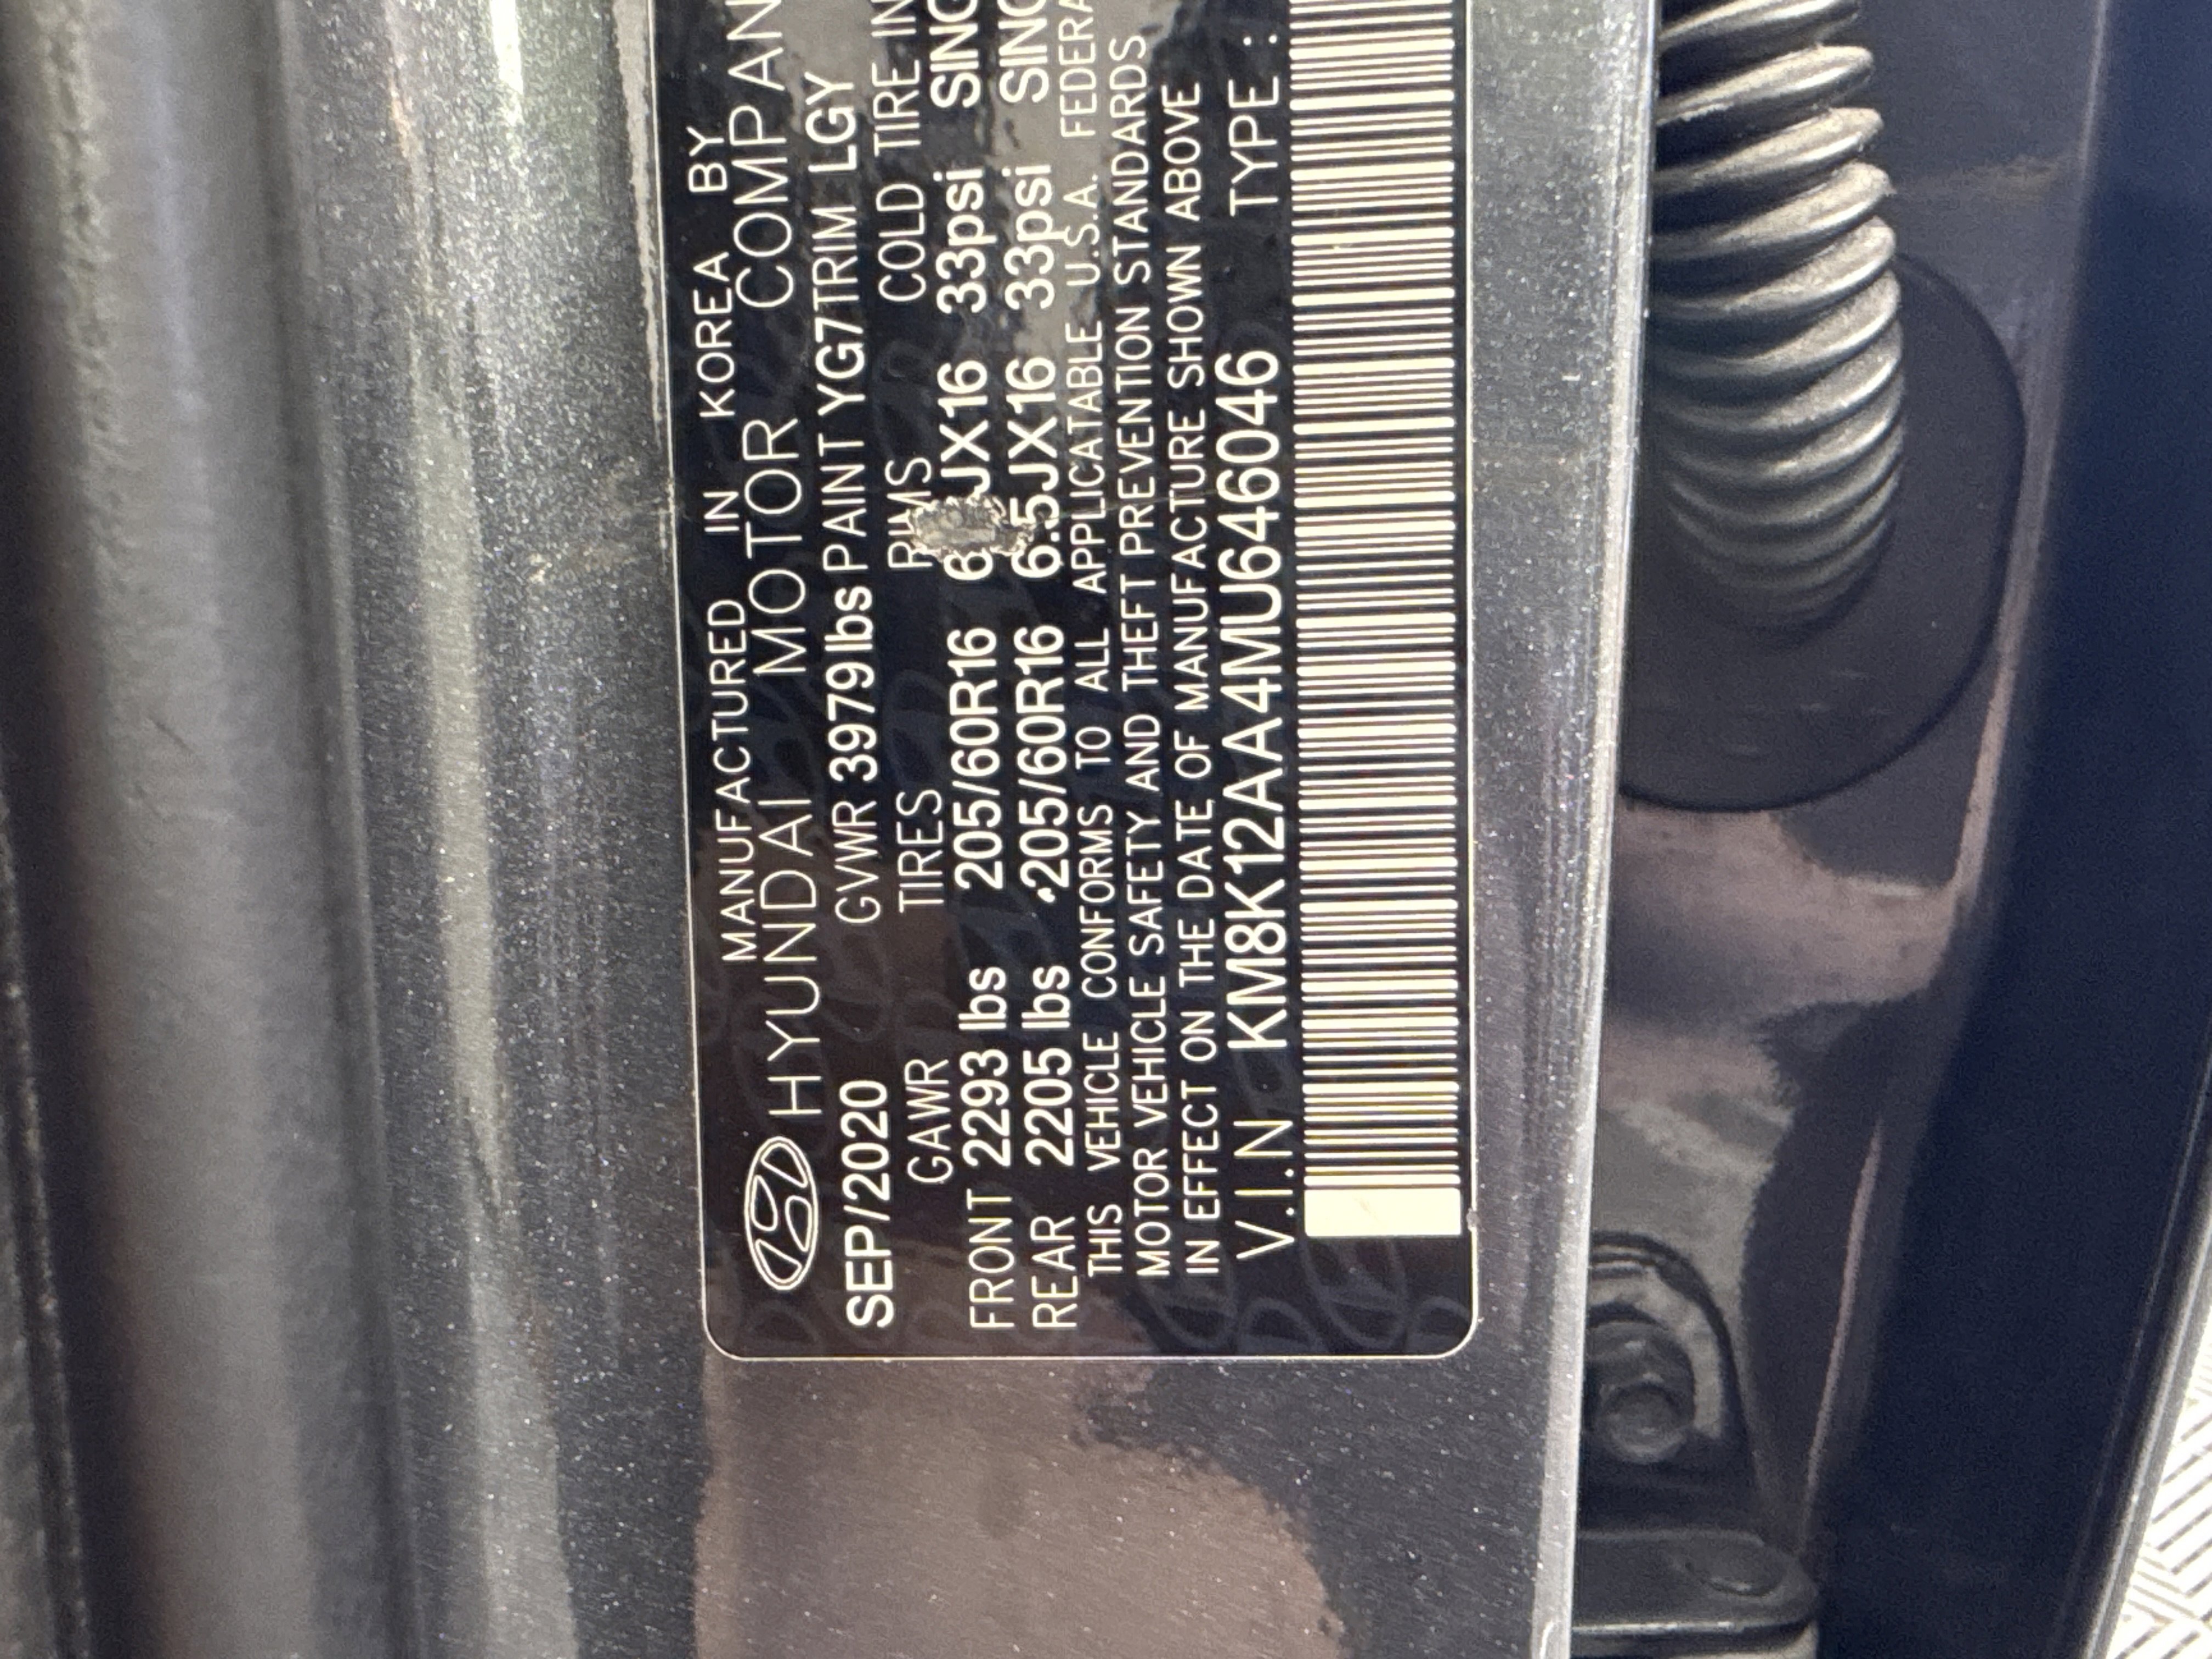 MANUFACTURED IN KOREA BY
HYUNDAI MOTOR COMPAN
SEP/2020 GVWR 3979lbs PAINT YG7 TRIM LGY
GAWR TIRES RIMS COLD TIRE IN
FRONT 2293 lbs 205/60R16 6 JX16 33psi SING
REAR 2205 lbs 205/60R16 6.5JX16 33psi SING
THIS VEHICLE CONFORMS TO ALL APPLICATABLE U.S.A. FEDERA
MOTOR VEHICLE SAFETY AND THEFT PREVENTION STANDARDS
IN EFFECT ON THE DATE OF MANUFACTURE SHOWN ABOVE
V.I.N KM8K12AA4MU646046 TYPE :